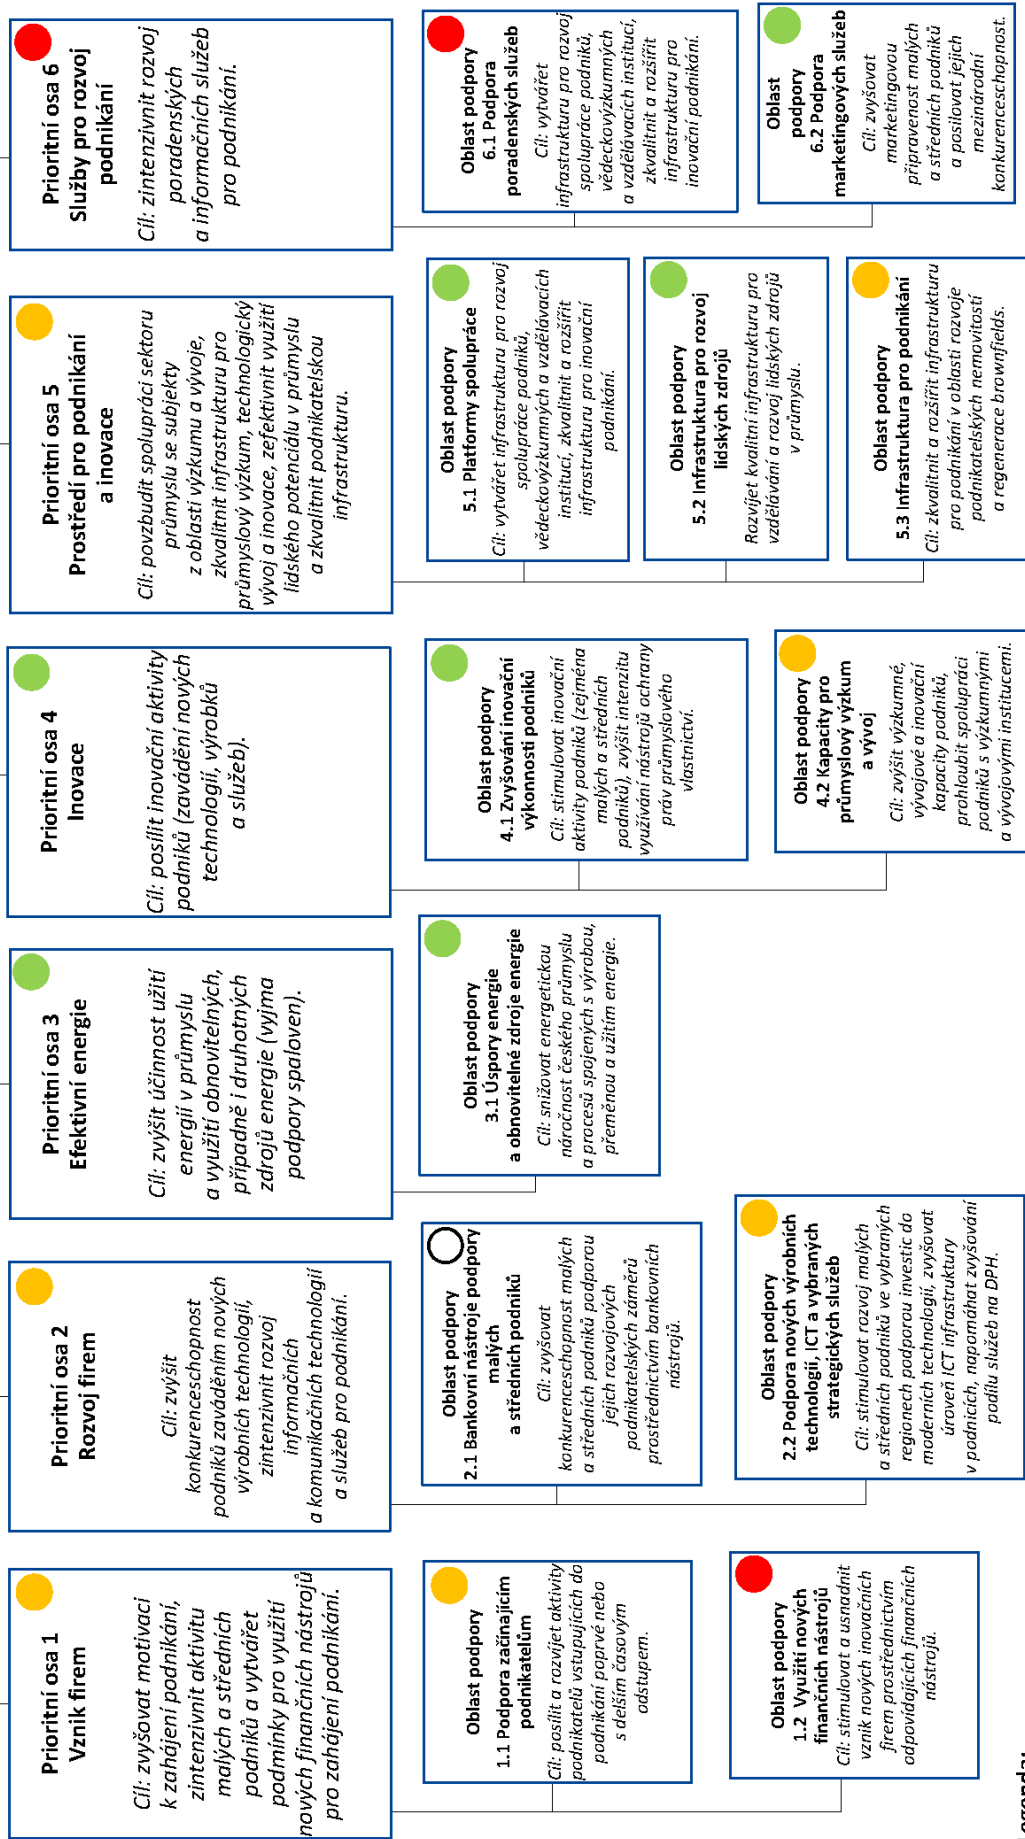 Prioritní osa 1
Vznik firem
Cíl: zvyšovat motivaci
k zahájení podnikání,
zintenzivnit aktivitu
malých a středních
podniků a vytvářet
podmínky pro využití
nových finančních nástrojů
pro zahájení podnikání.
Oblast podpory
1.1 Podpora začínajícím
podnikatelům
Cíl: posílit a rozvíjet aktivity
podnikatelů vstupujících do
podnikání poprvé nebo
s delším časovým
odstupem.
Oblast podpory
1.2 Využití nových
finančních nástrojů
Cíl: stimulovat a usnadnit
vznik nových inovačních
firem prostřednictvím
odpovídajících finančních
nástrojů.
Prioritní osa 2
Rozvoj firem
Cíl: zvýšit
konkurenceschopnost
podniků zaváděním nových
výrobních technologií,
zintenzivnit rozvoj
informačních
a komunikačních technologií
a služeb pro podnikání.
Oblast podpory
2.1 Bankovní nástroje podpory
malých
a středních podniků
Cíl: zvyšovat
konkurenceschopnost malých
a středních podniků podporou
jejich rozvojových
podnikatelských záměrů
prostřednictvím bankovních
nástrojů.
Oblast podpory
2.2 Podpora nových výrobních
technologií, ICT a vybraných
strategických služeb
Cíl: stimulovat rozvoj malých
a středních podniků ve vybraných
regionech podporou investic do
moderních technologií, zvyšovat
úroveň ICT infrastruktury
v podnicích, napomáhat zvyšování
podílu služeb na DPH.
Prioritní osa 3
Efektivní energie
Cíl: zvýšit účinnost užití
energií v průmyslu
a využití obnovitelných,
případně i druhotných
zdrojů energie (vyjma
podpory spaloven).
Oblast podpory
3.1 Úspory energie
a obnovitelné zdroje energie
Cíl: snižovat energetickou
náročnost českého průmyslu
a procesů spojených s výrobou,
přeměnou a užitím energie.
Prioritní osa 4
Inovace
Cíl: posílit inovační aktivity
podniků (zavádění nových
technologií, výrobků
a služeb).
Oblast podpory
4.1 Zvyšování inovační
výkonnosti podniků
Cíl: stimulovat inovační
aktivity podniků (zejména
malých a středních
podniků), zvýšit intenzitu
využívání nástrojů ochrany
práv průmyslového
vlastnictví.
Oblast podpory
4.2 Kapacity pro
průmyslový výzkum
a vývoj
Cíl: zvýšit výzkumné,
vývojové a inovační
kapacity podniků,
prohloubit spolupráci
podniků s výzkumnými
a vývojovými institucemi.
Prioritní osa 5
Prostředí pro podnikání
a inovace
Cíl: povzbudit spolupráci sektoru
průmyslu se subjekty
z oblasti výzkumu a vývoje,
zkvalitnit infrastrukturu pro
průmyslový výzkum, technologický
vývoj a inovace, zefektivnit využití
lidského potenciálu v průmyslu
a zkvalitnit podnikatelskou
infrastrukturu.
Oblast podpory
5.1 Platformy spolupráce
Cíl: vytvářet infrastrukturu pro rozvoj
spolupráce podniků,
vědeckovýzkumných a vzdělávacích
institucí, zkvalitnit a rozšířit
infrastrukturu pro inovační
podnikání.
Oblast podpory
5.2 Infrastruktura pro rozvoj
lidských zdrojů
Rozvíjet kvalitní infrastrukturu pro
vzdělávání a rozvoj lidských zdrojů
v průmyslu.
Oblast podpory
5.3 Infrastruktura pro podnikání
Cíl: zkvalitnit a rozšířit infrastrukturu
pro podnikání v oblasti rozvoje
podnikatelských nemovitostí
a regenerace brownfields.
Prioritní osa 6
Služby pro rozvoj
podnikání
Cíl: zintenzivnit rozvoj
poradenských
a informačních služeb
pro podnikání.
Oblast podpory
6.1 Podpora
poradenských služeb
Cíl: vytvářet
infrastrukturu pro rozvoj
spolupráce podniků,
vědeckovýzkumných
a vzdělávacích institucí,
zkvalitnit a rozšířit
infrastrukturu pro
inovační podnikání.
Oblast
podpory
6.2 Podpora
marketingových služeb
Cíl: zvyšovat
marketingovou
připravenost malých
a středních podniků
a posilovat jejich
mezinárodní
konkurenceschopnost.
egenda: